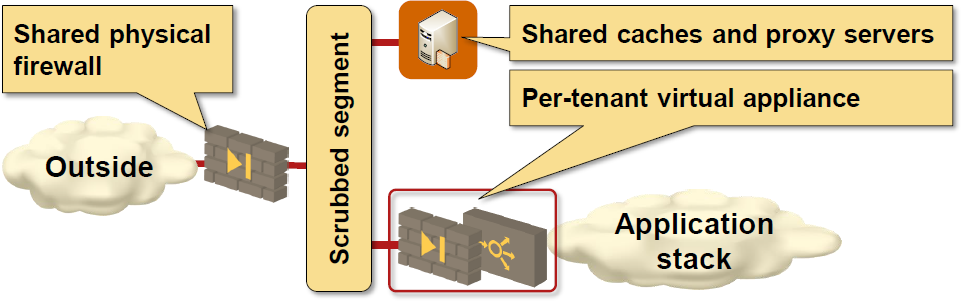 Shared physical
firewall
Outside
Scrubbed segment
Shared caches and proxy servers
Per-tenant virtual appliance
Application
stack